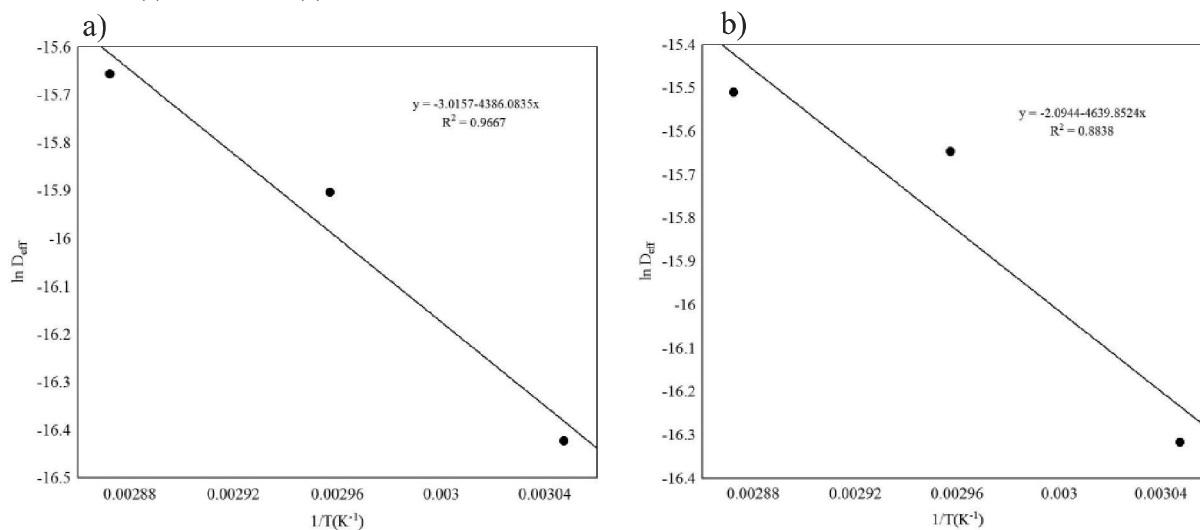 a)
-15.6
-15.7
-15.8
-15.9
-16
-16.1
-16.2
-16.3
-16.4
-16.5
ln D_eff
y = -3.0157-4386.0835x
R² = 0.9667
0.00288 0.00292 0.00296 0.003 0.00304
1/T(K⁻¹)
b)
-15.4
-15.5
-15.6
-15.7
-15.8
-15.9
-16
-16.1
-16.2
-16.3
-16.4
ln D_eff
y = -2.0944-4639.8524x
R² = 0.8838
0.00288 0.00292 0.00296 0.003 0.00304
1/T(K⁻¹)